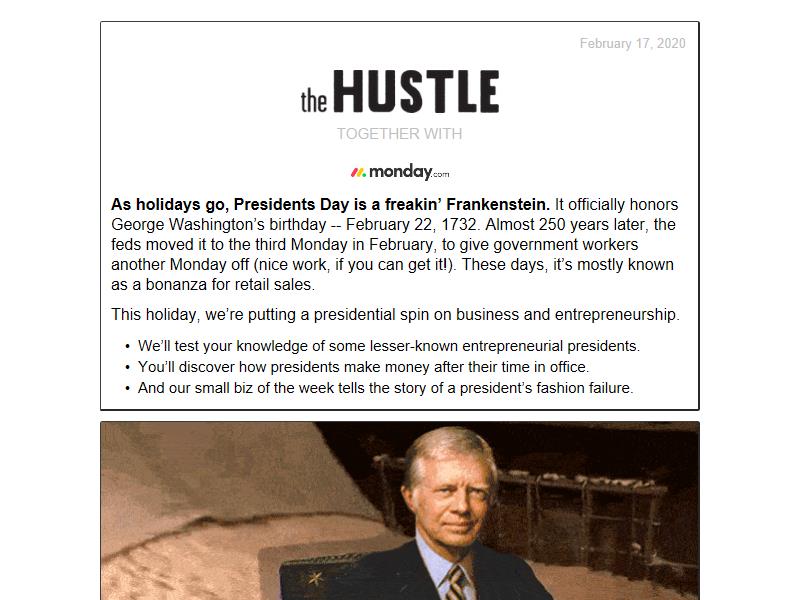 February 17, 2020
the HUSTLE
TOGETHER WITH
monday.com
As holidays go, Presidents Day is a freakin’ Frankenstein. It officially honors
George Washington’s birthday -- February 22, 1732. Almost 250 years later, the
feds moved it to the third Monday in February, to give government workers
another Monday off (nice work, if you can get it!). These days, it’s mostly known
as a bonanza for retail sales.
This holiday, we’re putting a presidential spin on business and entrepreneurship.
• We’ll test your knowledge of some lesser-known entrepreneurial presidents.
• You’ll discover how presidents make money after their time in office.
• And our small biz of the week tells the story of a president’s fashion failure.